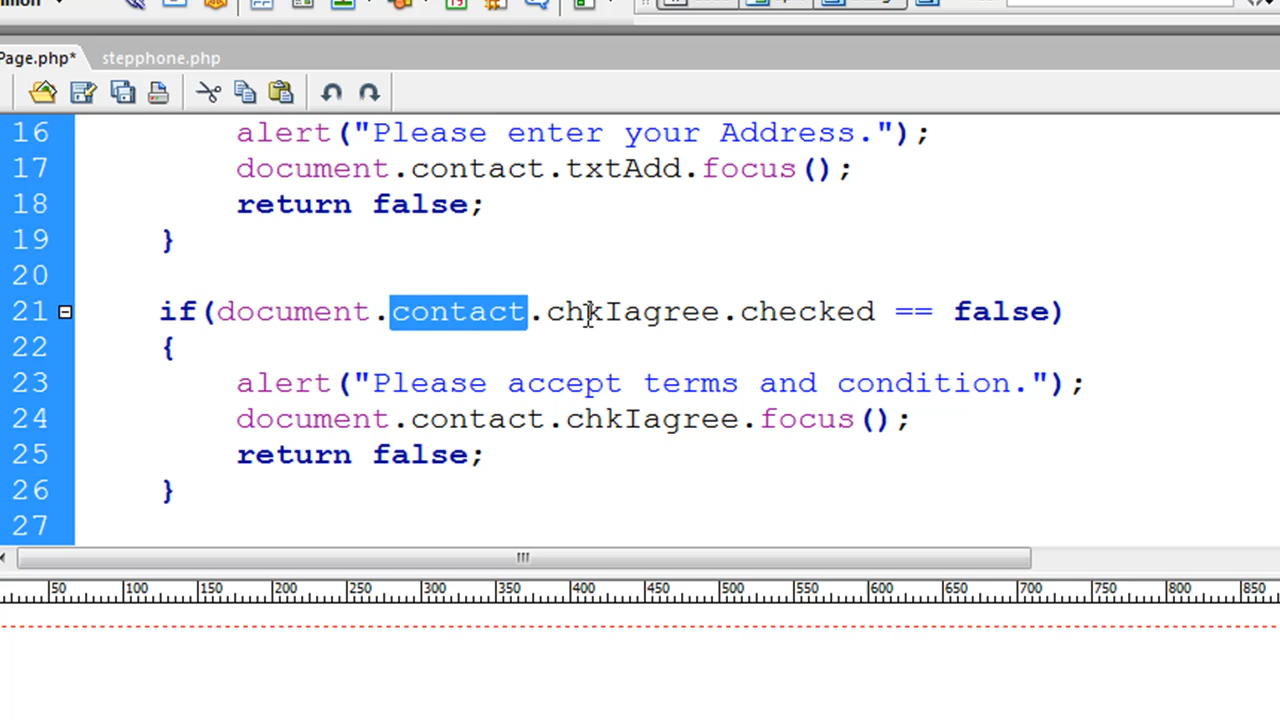 Page.php* stepphone.php
16 alert("Please enter your Address.");
17 document.contact.txtAdd.focus();
18 return false;
19 }
20
21 if(document.contact.chkIagree.checked == false)
22 {
23 alert("Please accept terms and condition.");
24 document.contact.chkIagree.focus();
25 return false;
26 }
27
50 100 150 200 250 300 350 400 450 500 550 600 650 700 750 800 850